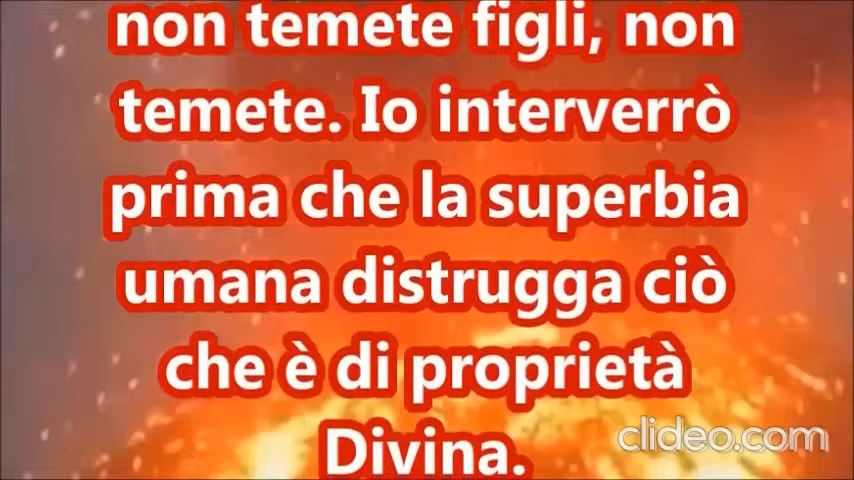 non temete figli, non
temete. Io interverrò
prima che la superbia
umana distrugga ciò
che è di proprietà
Divina.
clideo.com